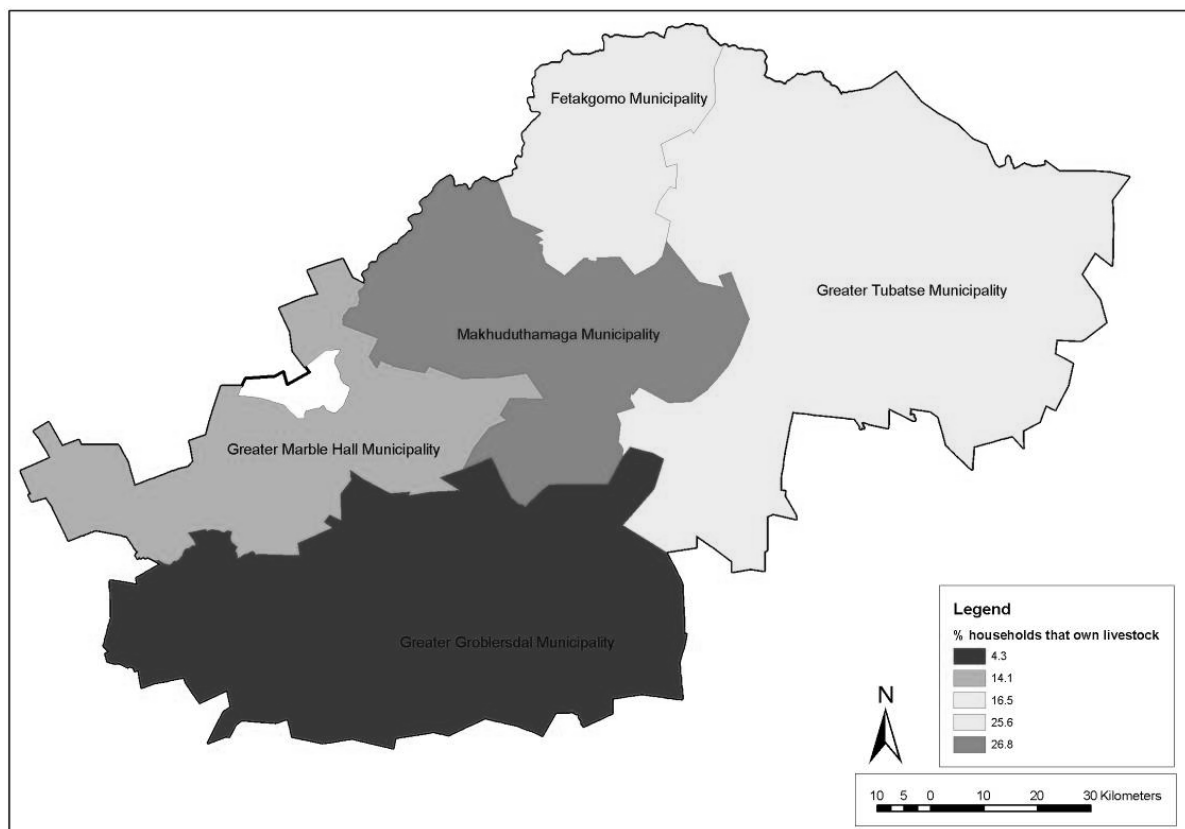 Fetakgomo Municipality
Greater Tubatse Municipality
Makhuduthamaga Municipality
Greater Marble Hall Municipality
Greater Groblersdal Municipality
Legend
% households that own livestock
4.3
14.1
16.5
25.6
26.8
N
10 5 0 10 20 30 Kilometers